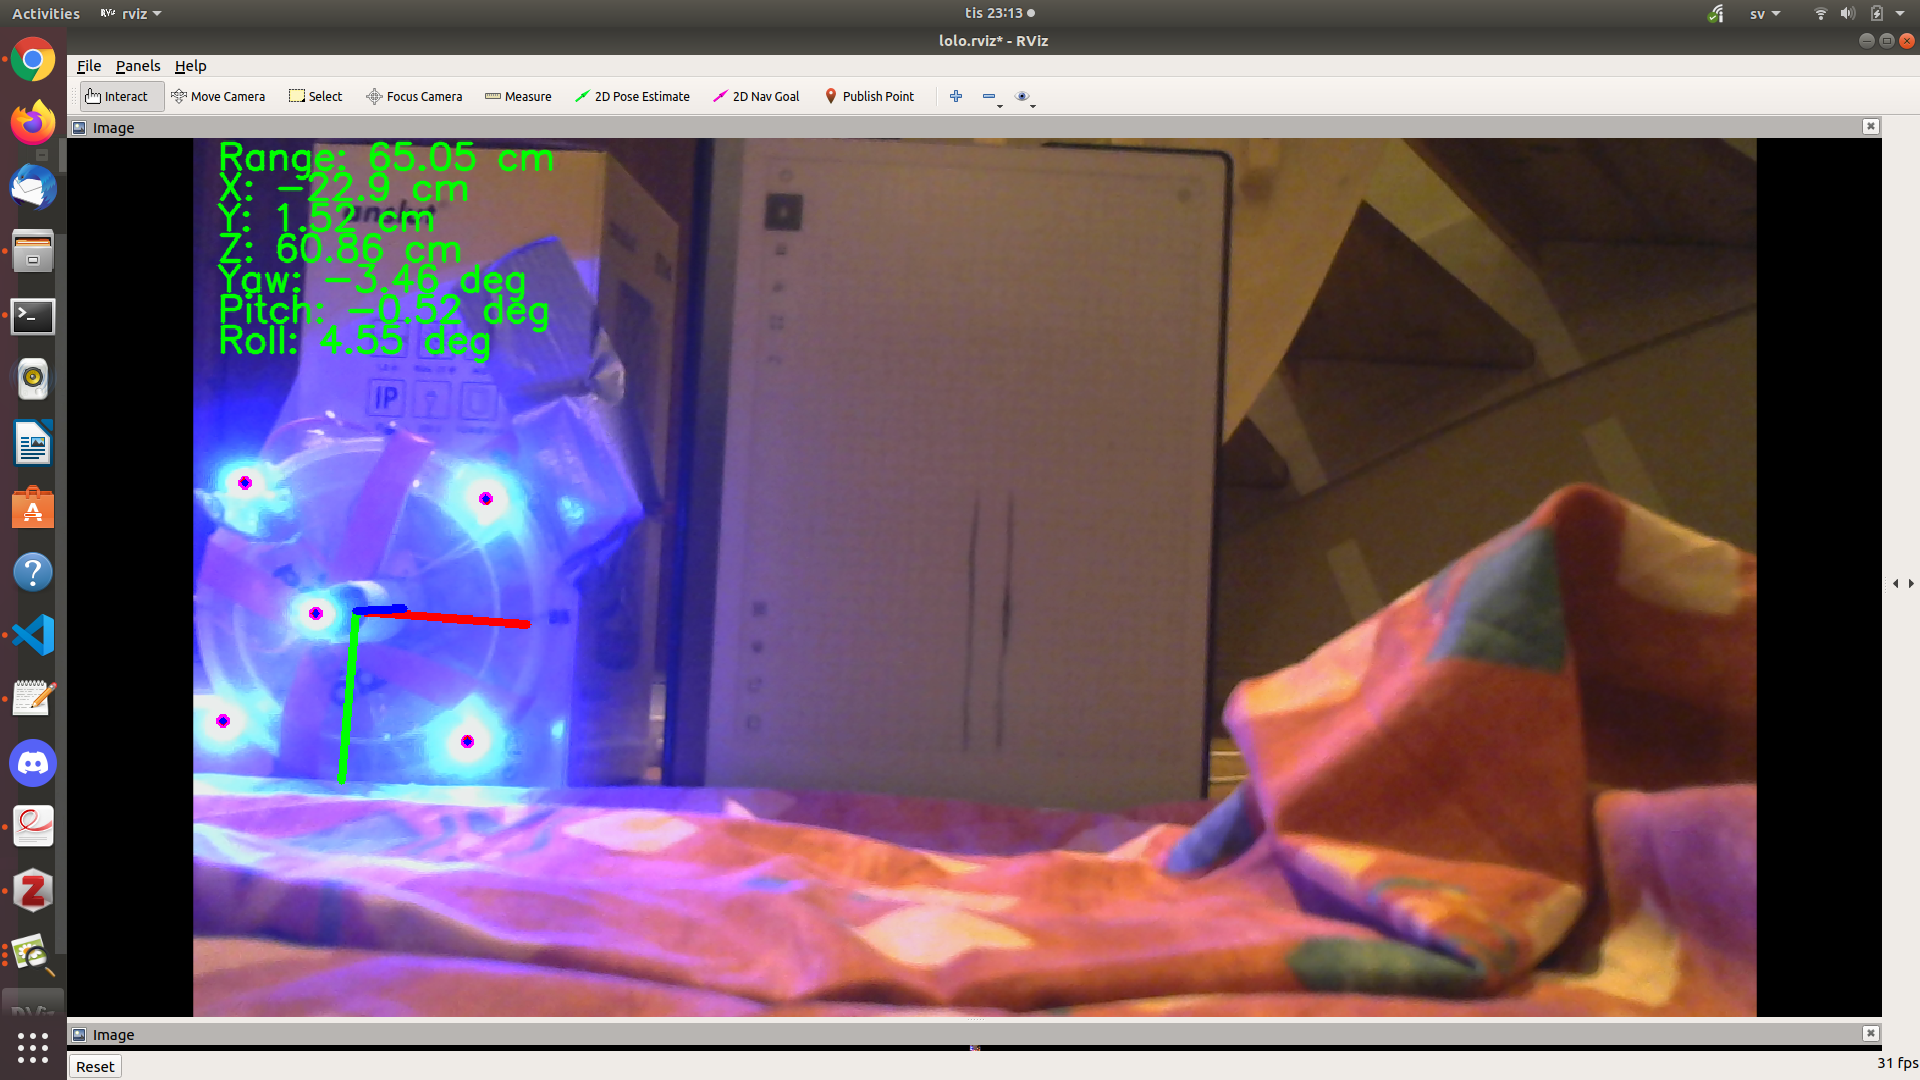 Activities
rviz
tis 23:13
sv
lolo.rviz* - RViz
File Panels Help
Interact Move Camera Select Focus Camera Measure 2D Pose Estimate 2D Nav Goal Publish Point
Image
Range: 65.05 cm
X: -22.9 cm
Y: 1.52 cm
Z: 60.86 cm
Yaw: -3.46 deg
Pitch: -0.52 deg
Roll: 4.55 deg
IP
Image
Reset
31 fps